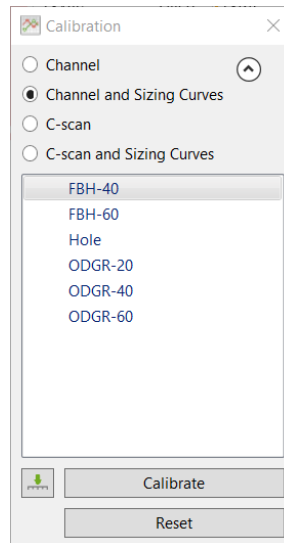 Calibration
Channel
Channel and Sizing Curves
C-scan
C-scan and Sizing Curves
FBH-40
FBH-60
Hole
ODGR-20
ODGR-40
ODGR-60
Calibrate
Reset